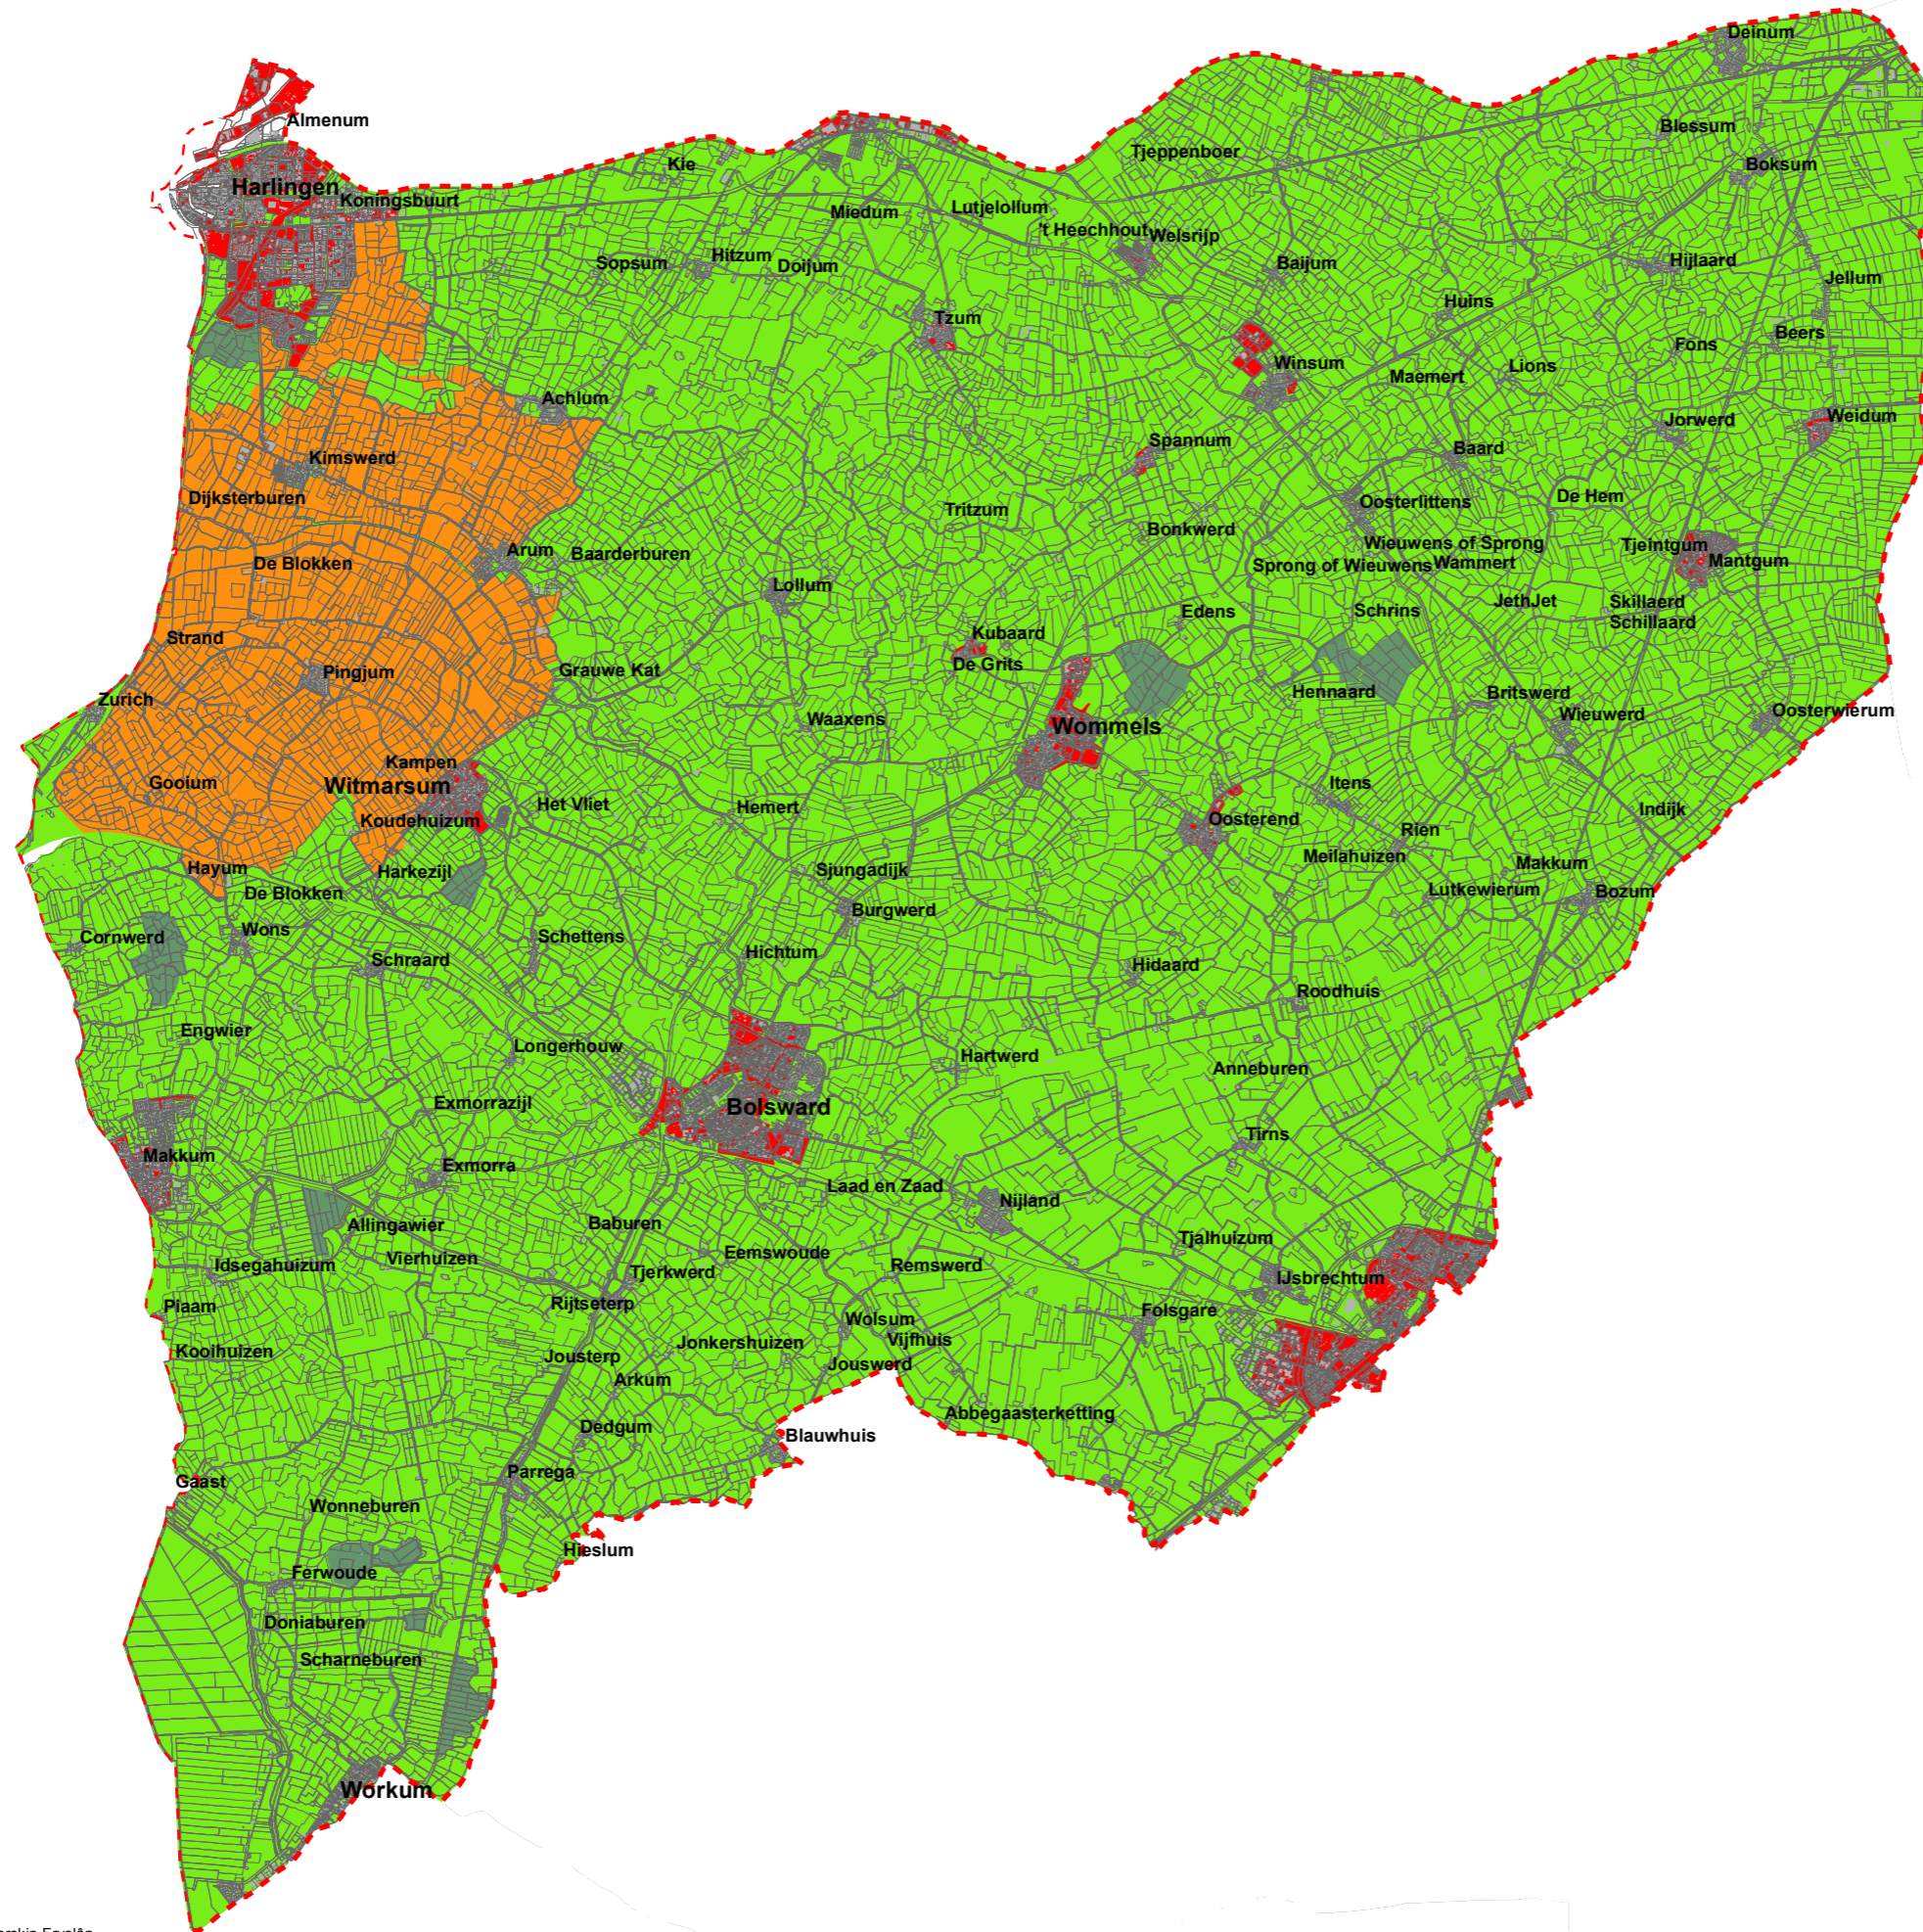 Deinum
Almenum
Blessum
Tjeppenboer
Kie
Boksum
Harlingen
Koningsbuurt
Miedum
Lutjelollum
't Heechhout
Welsrijp
Hitzum
Sopsum
Doijum
Baijum
Hijlaard
Jellum
Huins
Tzum
Beers
Fons
Winsum
Lions
Maemert
Achlum
Jorwerd
Weidum
Spannum
Baard
Kimswerd
Dijksterburen
De Hem
Oosterlittens
Tritzum
Bonkwerd
Wieuwens of Sprong
Tjeintgum
Arum
Baarderburen
De Blokken
Sprong of Wieuwens
Wammert
Mantgum
Lollum
Edens
Schrins
JethJet
Skillaerd
Schillaard
Strand
Kubaard
De Grits
Grauwe Kat
Pingjum
Hennaard
Britswerd
Zurich
Waaxens
Wommels
Wieuwerd
Oosterwierum
Kampen
Gooium
Witmarsum
Itens
Het Vliet
Hemert
Indijk
Koudehuizum
Oosterend
Rien
Meilahuizen
Makkum
Hayum
Harkezijl
Sjungadijk
De Blokken
Lutkewierum
Bozum
Burgwerd
Cornwerd
Wons
Schettens
Hichtum
Schraard
Hidaard
Roodhuis
Engwier
Longerhouw
Hartwerd
Anneburen
Exmorrazijl
Bolsward
Tirns
Makkum
Exmorra
Laad en Zaad
Nijland
Allingawier
Baburen
Tjalhuizum
Vierhuizen
Eemswoude
Idsegahuizum
Tjerkwerd
Remswerd
IJsbrechtum
Piaam
Rijtseterp
Folsgare
Wolsum
Vijfhuis
Kooihuizen
Jonkershuizen
Jousterp
Jouswerd
Arkum
Abbegaasterketting
Dedgum
Blauwhuis
Parrega
Gaast
Wonneburen
Hieslum
Ferwoude
Doniaburen
Scharneburen
Workum